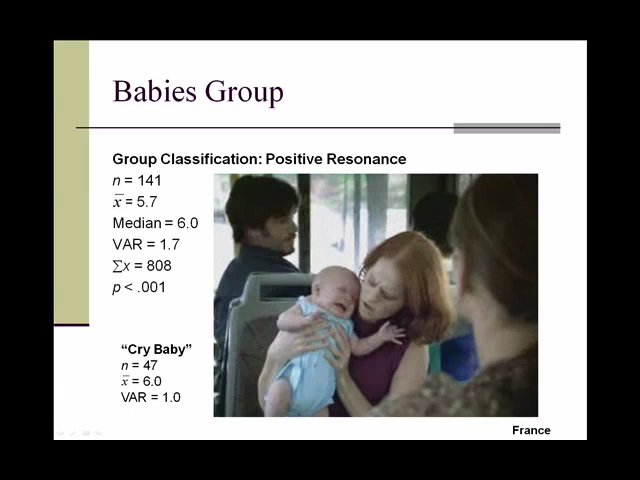 Babies Group
Group Classification: Positive Resonance
n = 141
x̅ = 5.7
Median = 6.0
VAR = 1.7
∑x = 808
p < .001
“Cry Baby”
n = 47
x̅ = 6.0
VAR = 1.0
France